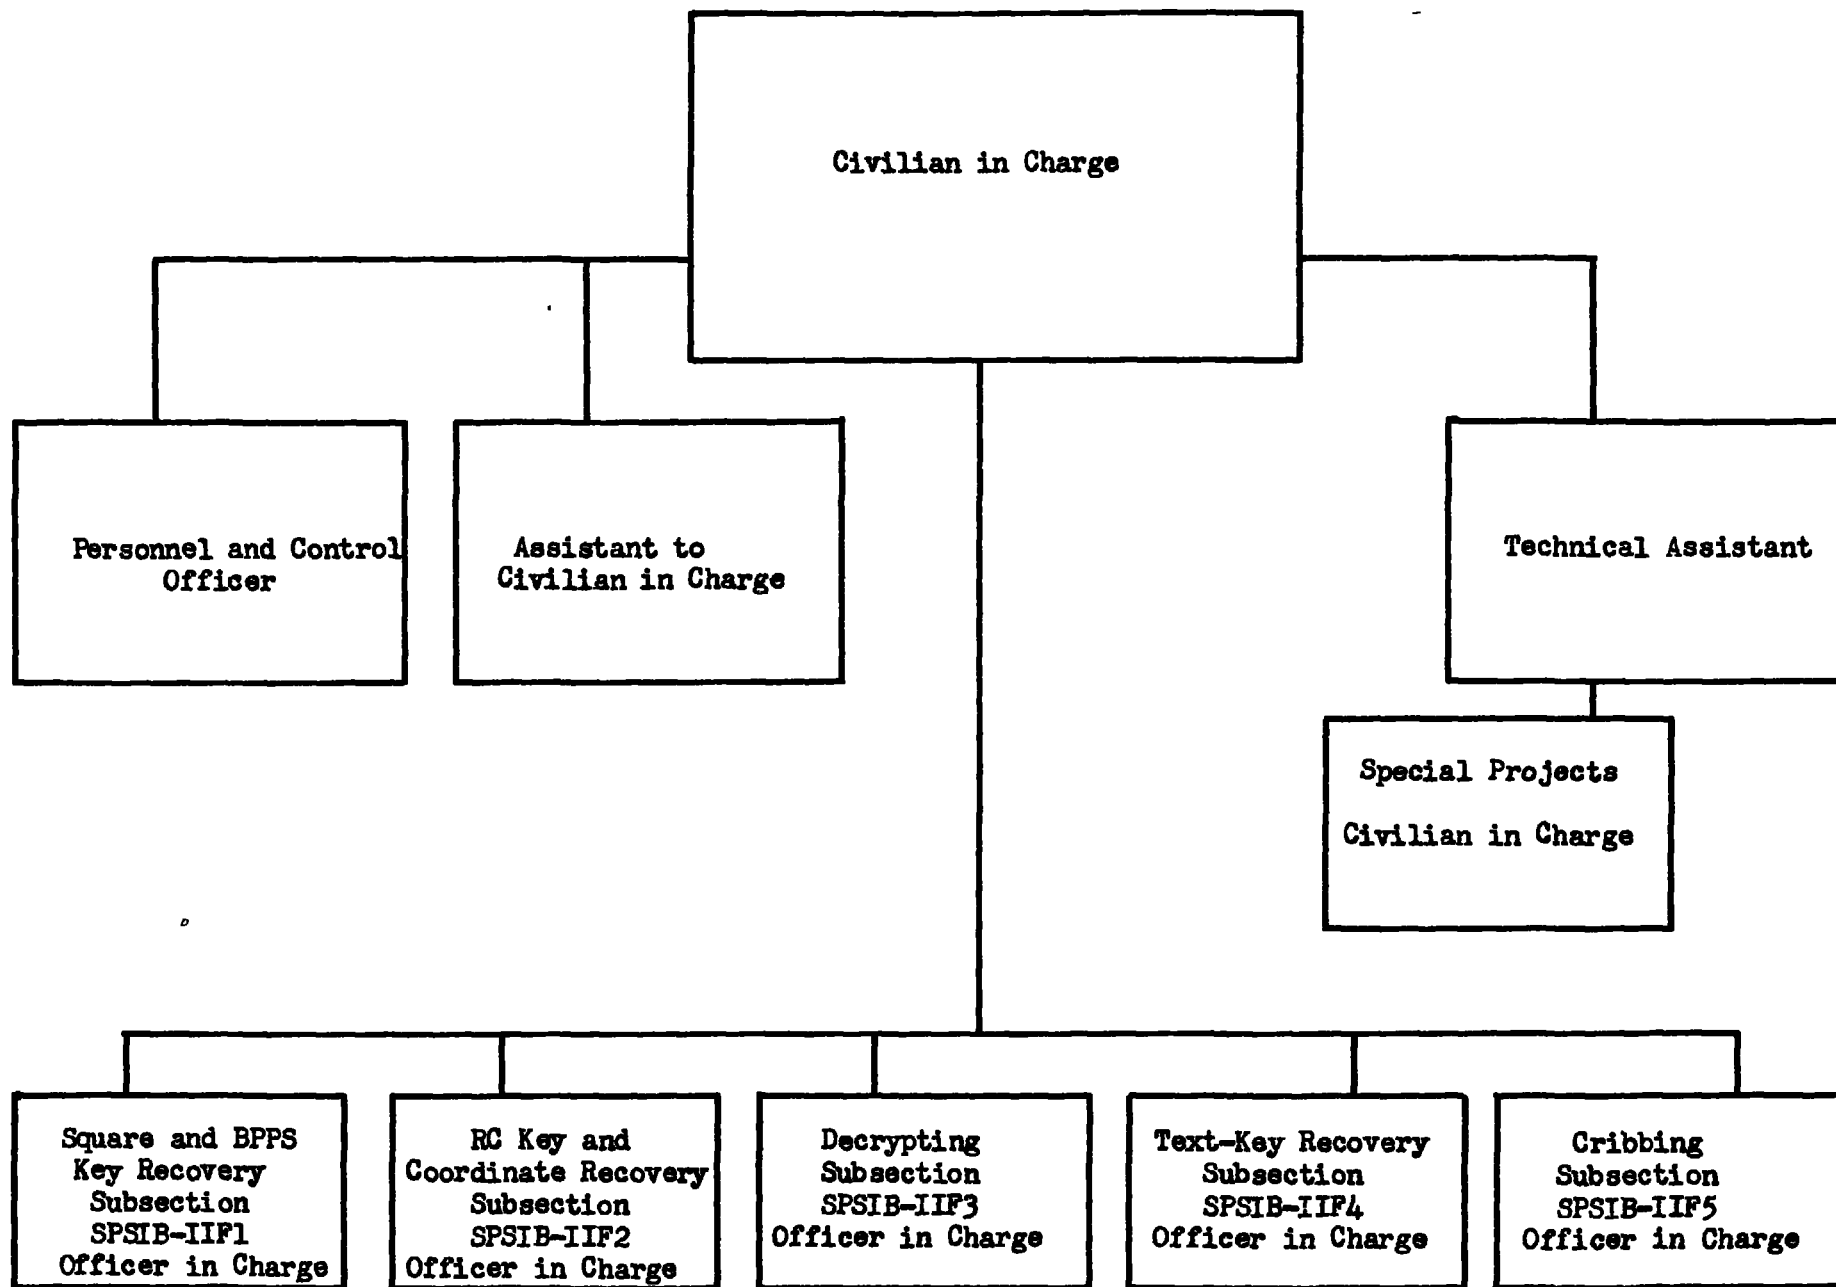 Civilian in Charge
Personnel and Control
Officer
Assistant to
Civilian in Charge
Technical Assistant
Special Projects
Civilian in Charge
Square and BPPS
Key Recovery
Subsection
SPSIB-IIF1
Officer in Charge
RC Key and
Coordinate Recovery
Subsection
SPSIB-IIF2
Officer in Charge
Decrypting
Subsection
SPSIB-IIF3
Officer in Charge
Text-Key Recovery
Subsection
SPSIB-IIF4
Officer in Charge
Cribbing
Subsection
SPSIB-IIF5
Officer in Charge